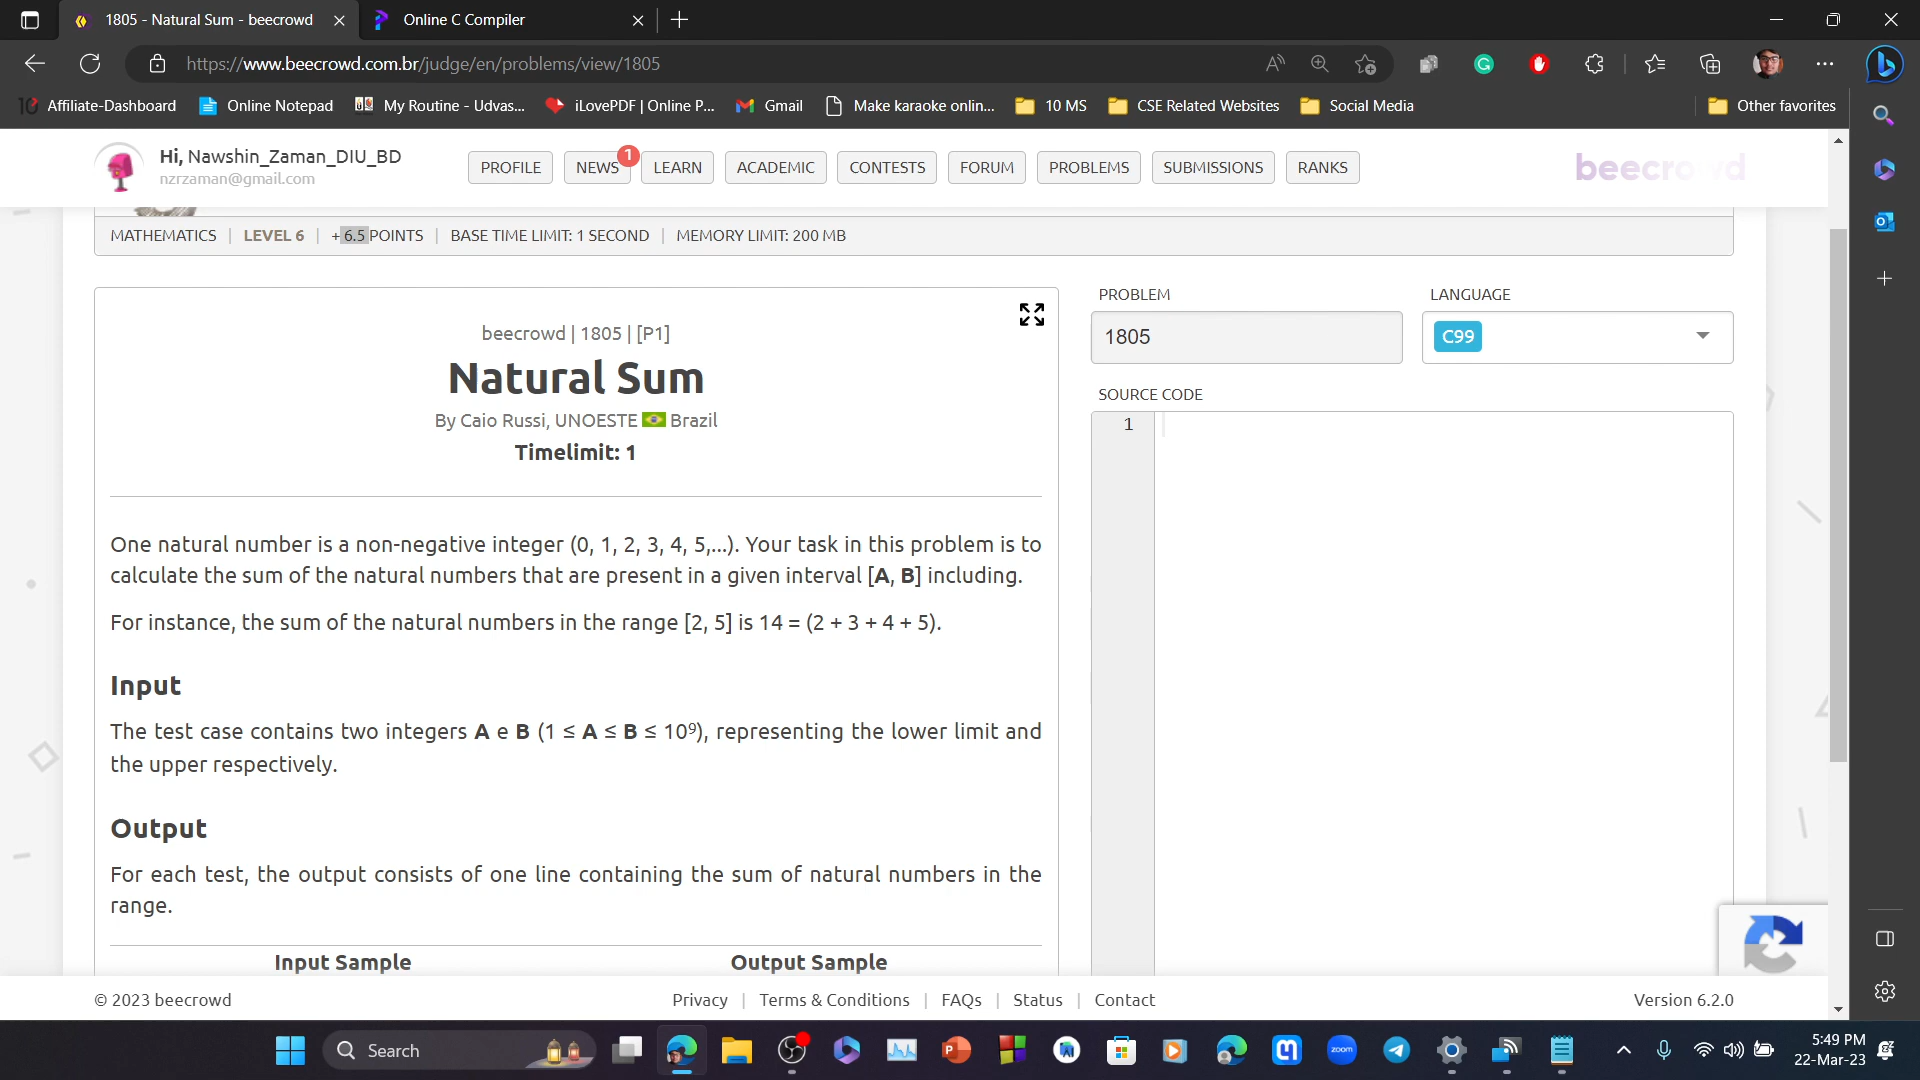 1805 - Natural Sum - beecrowd
Online C Compiler
https://www.beecrowd.com.br/judge/en/problems/view/1805
Affiliate-Dashboard
Online Notepad
My Routine - Udvas...
iLovePDF | Online P...
Gmail
Make karaoke onlin...
10 MS
CSE Related Websites
Social Media
Other favorites
Hi, Nawshin_Zaman_DIU_BD
nzrzaman@gmail.com
PROFILE
NEWS
1
LEARN
ACADEMIC
CONTESTS
FORUM
PROBLEMS
SUBMISSIONS
RANKS
beecrowd
MATHEMATICS | LEVEL 6 | +6.5 POINTS | BASE TIME LIMIT: 1 SECOND | MEMORY LIMIT: 200 MB
beecrowd | 1805 | [P1]
Natural Sum
By Caio Russi, UNOESTE Brazil
Timelimit: 1
One natural number is a non-negative integer (0, 1, 2, 3, 4, 5,...). Your task in this problem is to
calculate the sum of the natural numbers that are present in a given interval [A, B] including.
For instance, the sum of the natural numbers in the range [2, 5] is 14 = (2 + 3 + 4 + 5).
Input
The test case contains two integers A e B (1 ≤ A ≤ B ≤ 10⁹), representing the lower limit and
the upper respectively.
Output
For each test, the output consists of one line containing the sum of natural numbers in the
range.
Input Sample
Output Sample
PROBLEM
1805
LANGUAGE
C99
SOURCE CODE
1
© 2023 beecrowd
Privacy | Terms & Conditions | FAQs | Status | Contact
Version 6.2.0
Search
zoom
5:49 PM
22-Mar-23